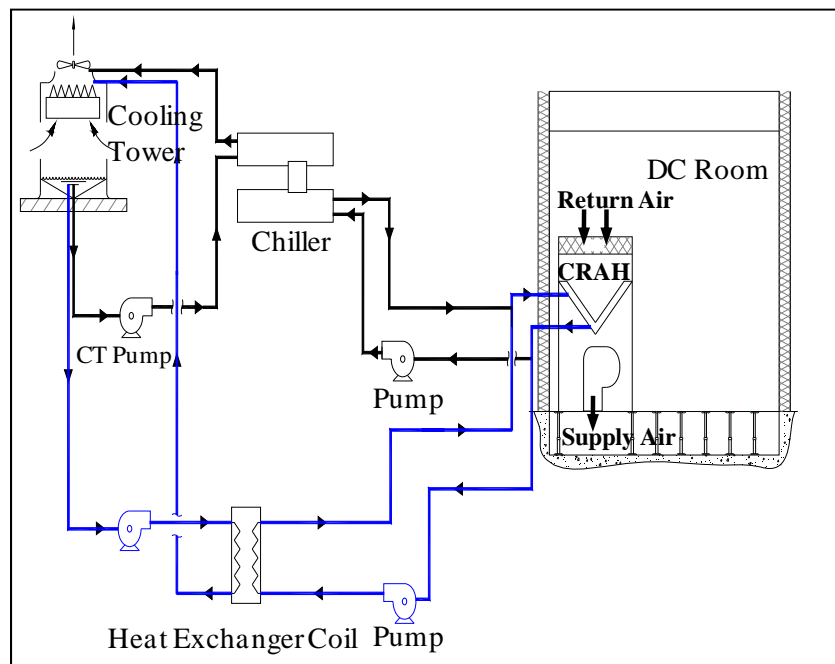 Cooling
Tower
DC Room
Return Air
Chiller
CRAH
CT Pump
Pump
Supply Air
Heat Exchanger Coil
Pump